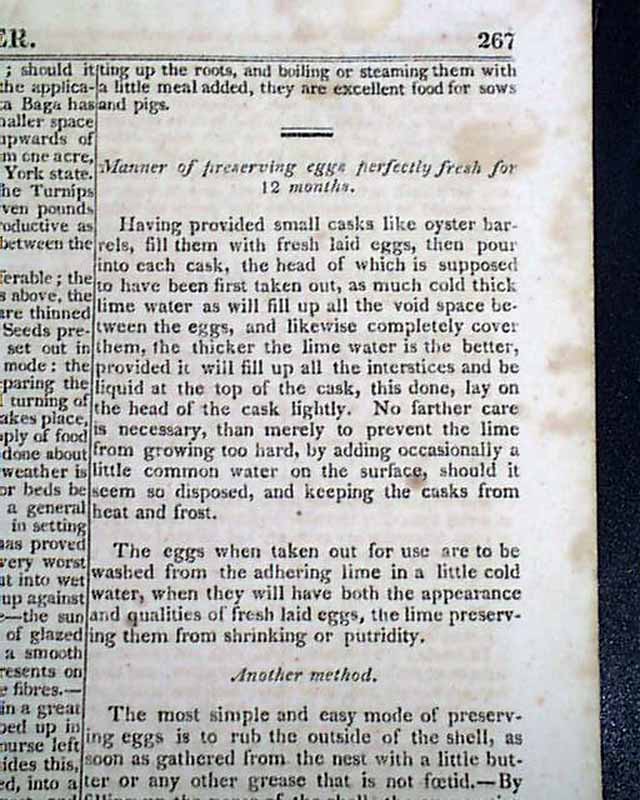 ER.
267
; should it
the applica-
ta Baga has
naller space
upwards of
m one acre,
York state.
The Turnips
ven pounds
roductive as
between the
ferable ; the
s above, the
are thinned
Seeds pre-
set out in
mode : the
paring the
turning of
akes place,
ply of food
done about
weather is
or beds be
a general
in setting
has proved
very worst
at into wet
up against
—the sun
of glazed
a smooth
resents on
e fibres.—
in a great
ped up in
ourse left
sides this,
ed, into a
ting up the roots, and boiling or steaming them with
a little meal added, they are excellent food for sows
and pigs.
Manner of preserving eggs perfectly fresh for
12 months.
Having provided small casks like oyster bar-
rels, fill them with fresh laid eggs, then pour
into each cask, the head of which is supposed
to have been first taken out, as much cold thick
lime water as will fill up all the void space be-
tween the eggs, and likewise completely cover
them, the thicker the lime water is the better,
provided it will fill up all the interstices and be
liquid at the top of the cask, this done, lay on
the head of the cask lightly. No farther care
is necessary, than merely to prevent the lime
from growing too hard, by adding occasionally a
little common water on the surface, should it
seem so disposed, and keeping the casks from
heat and frost.
The eggs when taken out for use are to be
washed from the adhering lime in a little cold
water, when they will have both the appearance
and qualities of fresh laid eggs, the lime preserv-
ing them from shrinking or putridity.
Another method.
The most simple and easy mode of preserv-
ing eggs is to rub the outside of the shell, as
soon as gathered from the nest with a little but-
ter or any other grease that is not fœtid.—By